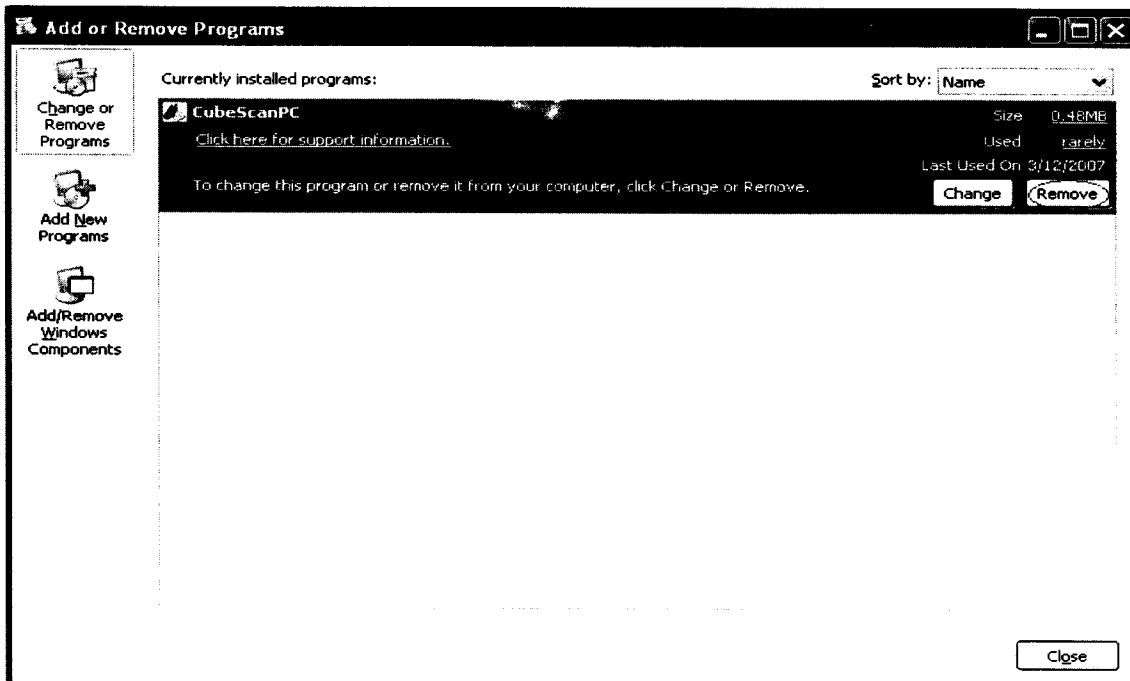 Add or Remove Programs
Change or
Remove
Programs
Add New
Programs
Add/Remove
Windows
Components
Currently installed programs:
Sort by: Name
CubeScanPC
Size 0.48MB
Click here for support information.
Used rarely
Last Used On 3/12/2007
To change this program or remove it from your computer, click Change or Remove.
Change Remove
Close